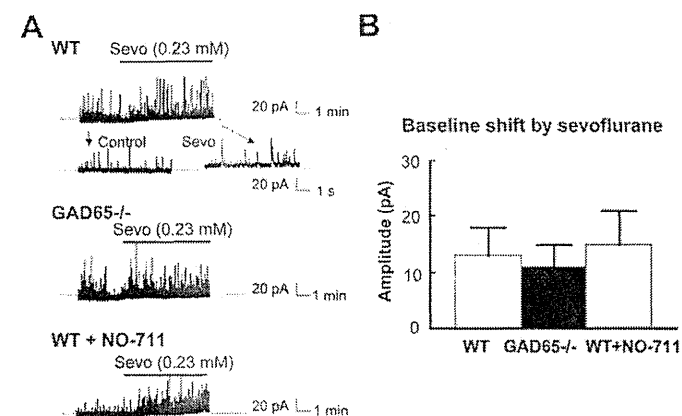 A
WT
Sevo (0.23 mM)
20 pA
1 min
Control
Sevo
20 pA
1 s
GAD65-/-
Sevo (0.23 mM)
20 pA
1 min
WT + NO-711
Sevo (0.23 mM)
20 pA
1 min
B
Baseline shift by sevoflurane
Amplitude (pA)
30
20
10
0
WT GAD65-/- WT+NO-711